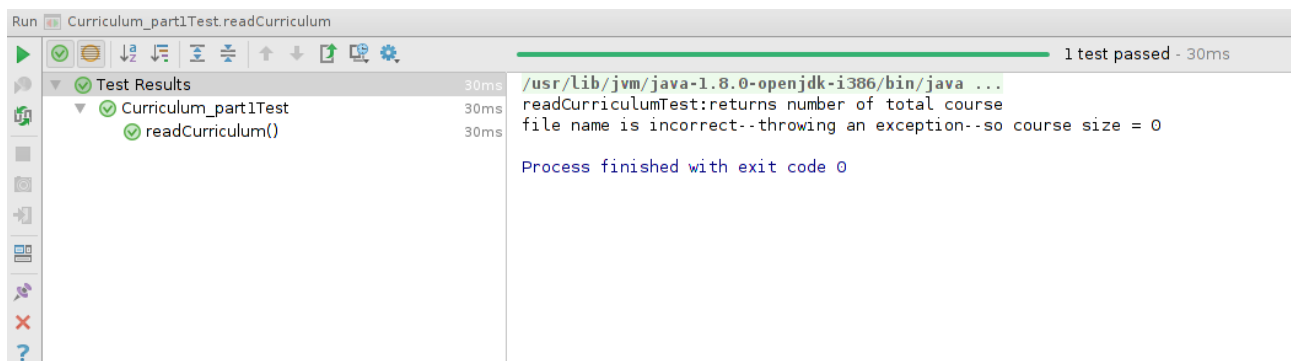 Run Curriculum_part1Test.readCurriculum
1 test passed - 30ms
Test Results 30ms
Curriculum_part1Test 30ms
readCurriculum() 30ms
/usr/lib/jvm/java-1.8.0-openjdk-i386/bin/java ...
readCurriculumTest:returns number of total course
file name is incorrect--throwing an exception--so course size = 0
Process finished with exit code 0